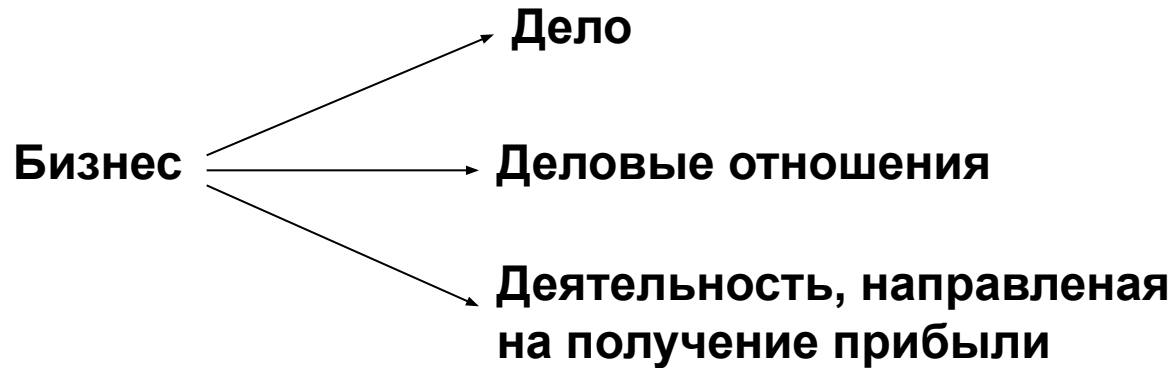 Дело
Бизнес
Деловые отношения
Деятельность, направленая
на получение прибыли